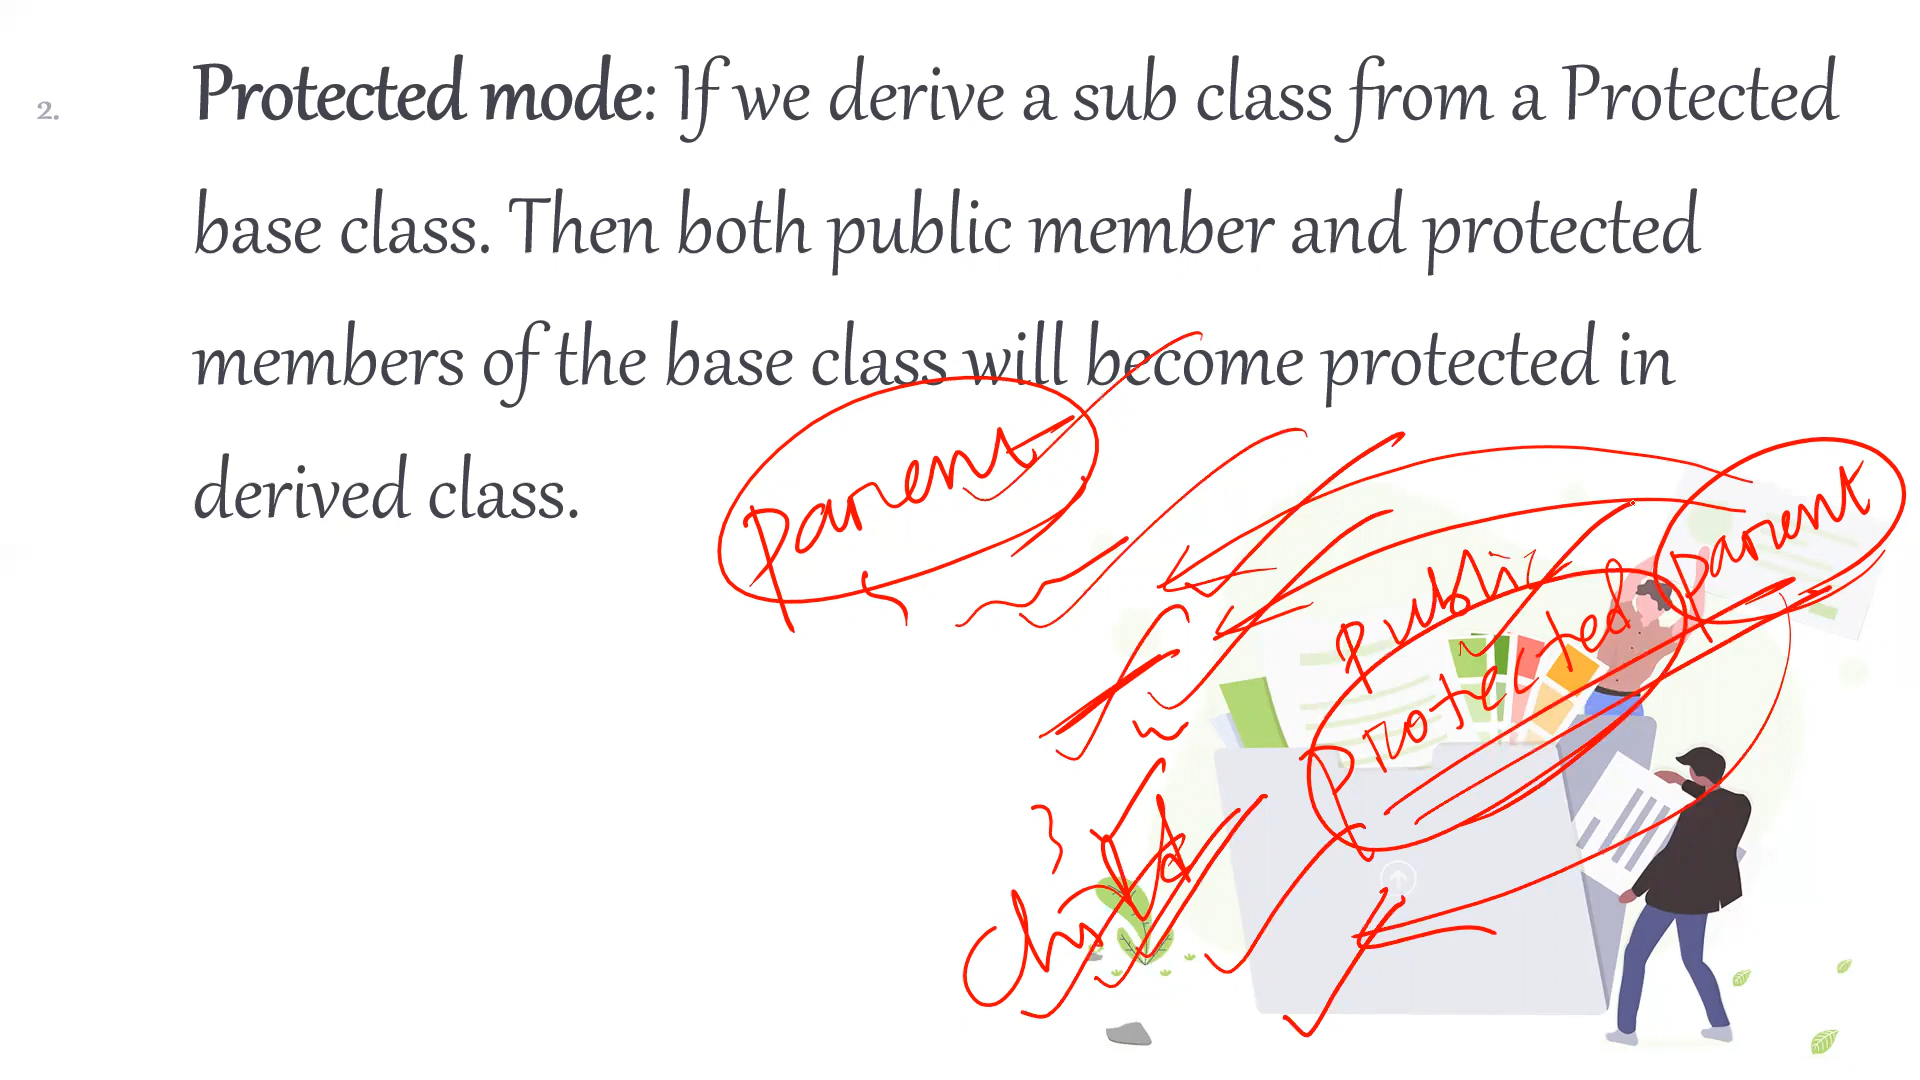 2.
Protected mode: If we derive a sub class from a Protected
base class. Then both public member and protected
members of the base class will become protected in
derived class.
parent
parent
public
protected
child